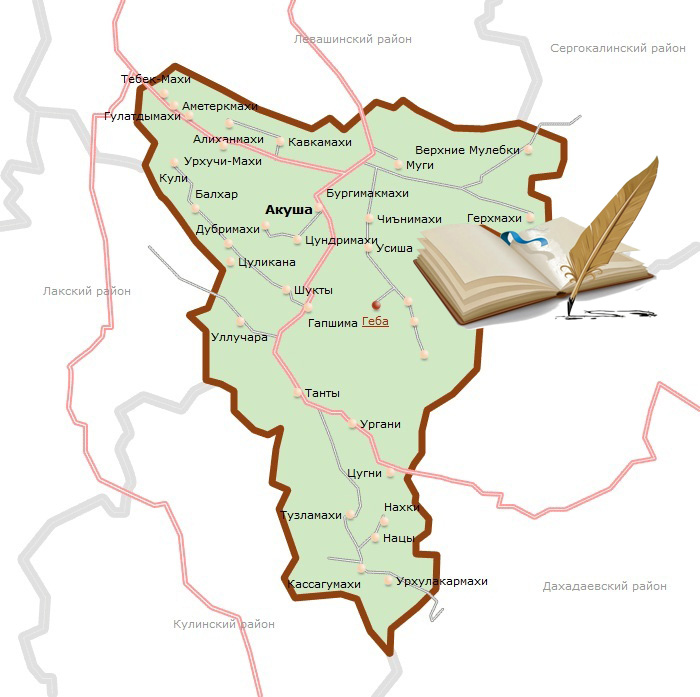 Левашинский район
Сергокалинский район
Тебек-Махи
Аметеркмахи
Гулатдымахи
Алиханмахи
Кавкамахи
Верхние Мулебки
Урхучи-Махи
Муги
Кули
Балхар
Бургимакмахи
Акуша
Чиънимахи
Герхмахи
Дубримахи
Цундримахи
Усиша
Цуликана
Лакский район
Шукты
Гапшима
Геба
Уллучара
Танты
Ургани
Цугни
Нахки
Тузламахи
Нацы
Кассагумахи
Урхулакармахи
Дахадаевский район
Кулинский район